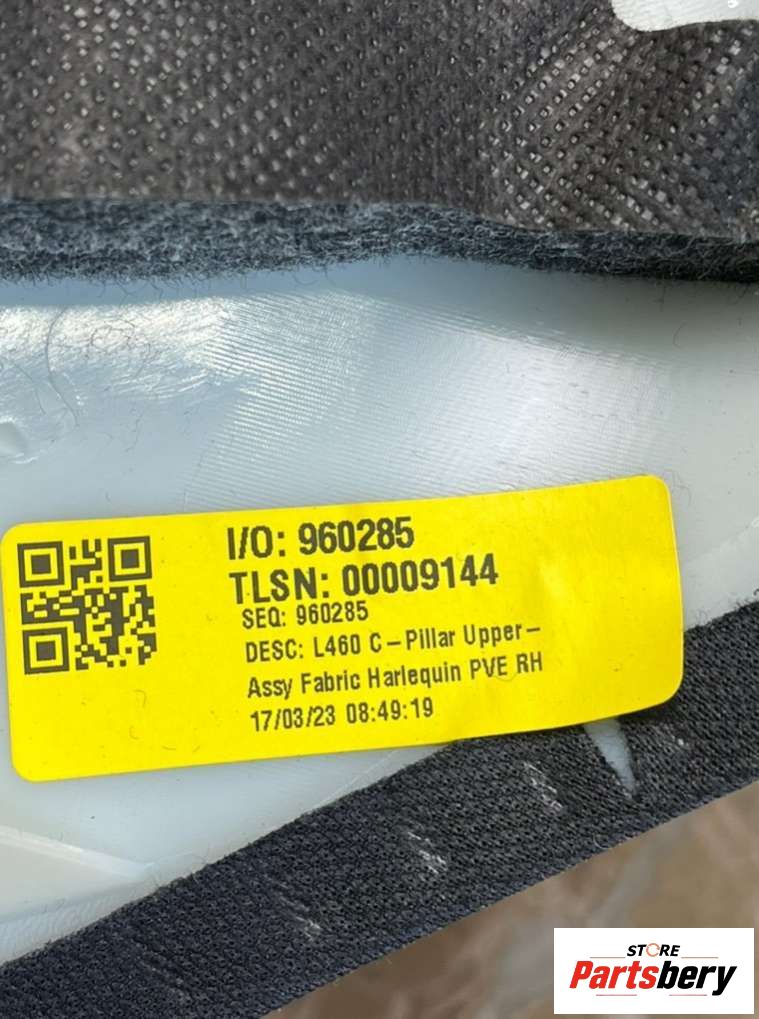 I/O: 960285
TLSN: 00009144
SEQ: 960285
DESC: L460 C-Pillar Upper-
Assy Fabric Harlequin PVE RH
17/03/23 08:49:19
STORE
Partsbery